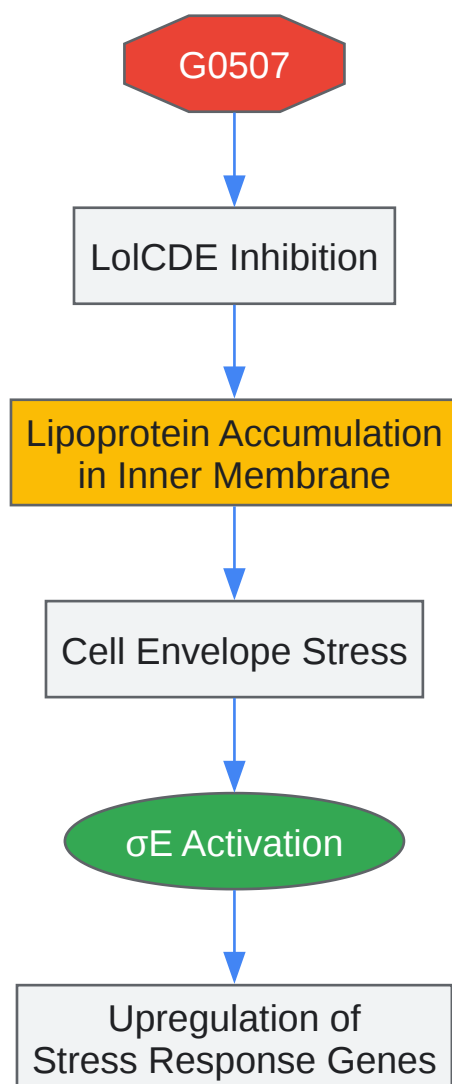 G0507
LolCDE Inhibition
Lipoprotein Accumulation
in Inner Membrane
Cell Envelope Stress
σE Activation
Upregulation of
Stress Response Genes